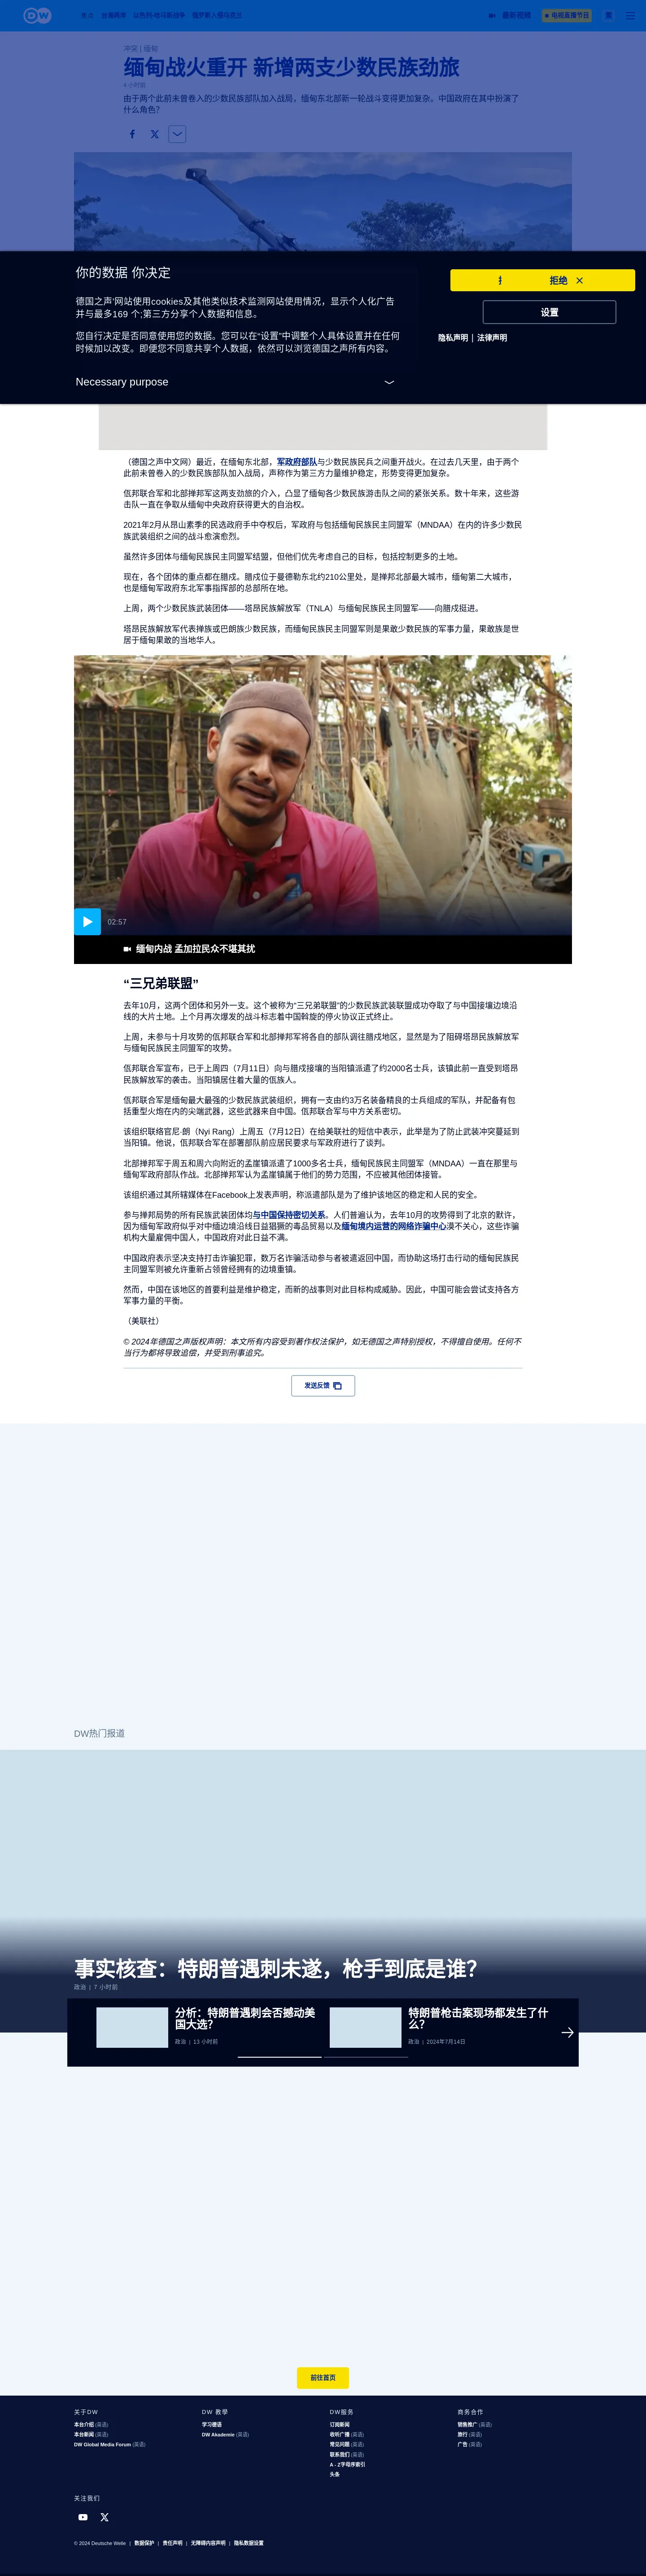 焦点 台海两岸 以色列-哈马斯战争 俄罗斯入侵乌克兰
最新视频
电视直播节目
繁
冲突 | 缅甸
缅甸战火重开 新增两支少数民族劲旅
4 小时前
由于两个此前未曾卷入的少数民族部队加入战局，缅甸东北部新一轮战斗变得更加复杂。中国政府在其中扮演了
什么角色？
你的数据 你决定
德国之声'网站使用cookies及其他类似技术监测网站使用情况，显示个人化广告
并与最多169 个;第三方分享个人数据和信息。
您自行决定是否同意使用您的数据。您可以在“设置”中调整个人具体设置并在任何
时候加以改变。即便您不同意共享个人数据，依然可以浏览德国之声所有内容。
Necessary purpose
拒绝
设置
隐私声明 | 法律声明
（德国之声中文网）最近，在缅甸东北部，军政府部队与少数民族民兵之间重开战火。在过去几天里，由于两个
此前未曾卷入的少数民族部队加入战局，声称作为第三方力量维护稳定，形势变得更加复杂。
佤邦联合军和北部掸邦军这两支劲旅的介入，凸显了缅甸各少数民族游击队之间的紧张关系。数十年来，这些游
击队一直在争取从缅甸中央政府获得更大的自治权。
2021年2月从昂山素季的民选政府手中夺权后，军政府与包括缅甸民族民主同盟军（MNDAA）在内的许多少数民
族武装组织之间的战斗愈演愈烈。
虽然许多团体与缅甸民族民主同盟军结盟，但他们优先考虑自己的目标，包括控制更多的土地。
现在，各个团体的重点都在腊戍。腊戍位于曼德勒东北约210公里处，是掸邦北部最大城市，缅甸第二大城市，
也是缅甸军政府东北军事指挥部的总部所在地。
上周，两个少数民族武装团体——塔昂民族解放军（TNLA）与缅甸民族民主同盟军——向腊戍挺进。
塔昂民族解放军代表掸族或巴朗族少数民族，而缅甸民族民主同盟军则是果敢少数民族的军事力量，果敢族是世
居于缅甸果敢的当地华人。
02:57
缅甸内战 孟加拉民众不堪其扰
“三兄弟联盟”
去年10月，这两个团体和另外一支。这个被称为“三兄弟联盟”的少数民族武装联盟成功夺取了与中国接壤边境沿
线的大片土地。上个月再次爆发的战斗标志着中国斡旋的停火协议正式终止。
上周，未参与十月攻势的佤邦联合军和北部掸邦军将各自的部队调往腊戍地区，显然是为了阻碍塔昂民族解放军
与缅甸民族民主同盟军的攻势。
佤邦联合军宣布，已于上周四（7月11日）向与腊戍接壤的当阳镇派遣了约2000名士兵，该镇此前一直受到塔昂
民族解放军的袭击。当阳镇居住着大量的佤族人。
佤邦联合军是缅甸最大最强的少数民族武装组织，拥有一支由约3万名装备精良的士兵组成的军队，并配备有包
括重型火炮在内的尖端武器，这些武器来自中国。佤邦联合军与中方关系密切。
该组织联络官尼·朗（Nyi Rang）上周五（7月12日）在给美联社的短信中表示，此举是为了防止武装冲突蔓延到
当阳镇。他说，佤邦联合军在部署部队前应居民要求与军政府进行了谈判。
北部掸邦军于周五和周六向附近的孟崖镇派遣了1000多名士兵，缅甸民族民主同盟军（MNDAA）一直在那里与
缅甸军政府部队作战。北部掸邦军认为孟崖镇属于他们的势力范围，不应被其他团体接管。
该组织通过其所辖媒体在Facebook上发表声明，称派遣部队是为了维护该地区的稳定和人民的安全。
参与掸邦局势的所有民族武装团体均与中国保持密切关系。人们普遍认为，去年10月的攻势得到了北京的默许，
因为缅甸军政府似乎对中缅边境沿线日益猖獗的毒品贸易以及缅甸境内运营的网络诈骗中心漠不关心，这些诈骗
机构大量雇佣中国人，中国政府对此日益不满。
中国政府表示坚决支持打击诈骗犯罪，数万名诈骗活动参与者被遣返回中国，而协助这场打击行动的缅甸民族民
主同盟军则被允许重新占领曾经拥有的边境重镇。
然而，中国在该地区的首要利益是维护稳定，而新的战事则对此目标构成威胁。因此，中国可能会尝试支持各方
军事力量的平衡。
（美联社）
© 2024年德国之声版权声明：本文所有内容受到著作权法保护，如无德国之声特别授权，不得擅自使用。任何不
当行为都将导致追偿，并受到刑事追究。
发送反馈
DW热门报道
事实核查：特朗普遇刺未遂，枪手到底是谁？
政治 | 7 小时前
分析：特朗普遇刺会否撼动美
国大选？
政治 | 13 小时前
特朗普枪击案现场都发生了什
么？
政治 | 2024年7月14日
前往首页
关于DW
本台介绍 (英语)
本台新闻 (英语)
DW Global Media Forum (英语)
DW 教學
学习德语
DW Akademie (英语)
DW服务
订阅新闻
收听广播 (英语)
常见问题 (英语)
联系我们 (英语)
A - Z字母序索引
头条
商务合作
销售推广 (英语)
旅行 (英语)
广告 (英语)
关注我们
© 2024 Deutsche Welle | 数据保护 | 责任声明 | 无障碍内容声明 | 隐私数据设置